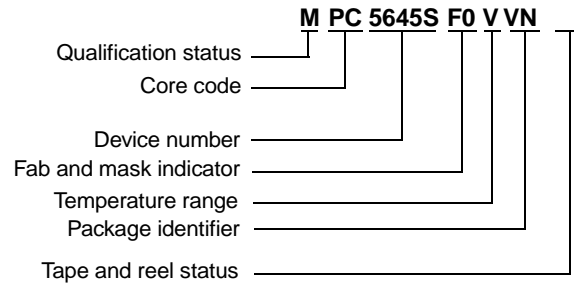 M PC 5645S F0 V VN
Qualification status
Core code
Device number
Fab and mask indicator
Temperature range
Package identifier
Tape and reel status